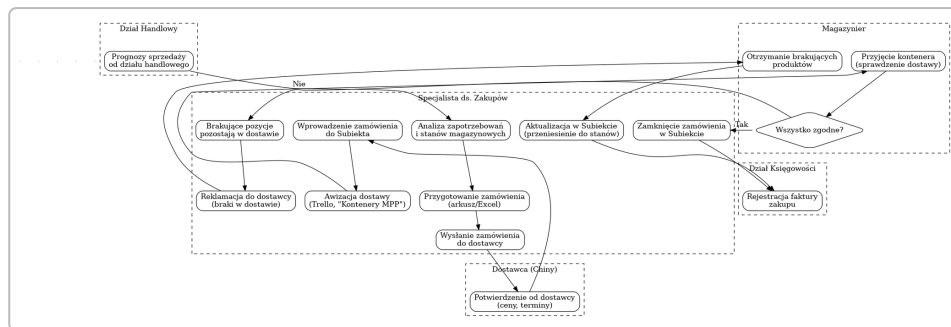 Dział Handlowy
Magazynier
Prognozy sprzedaży
od działu handlowego
Otrzymanie brakujących
produktów
Przyjęcie kontenera
(sprawdzenie dostawy)
Nie
Specjalista ds. Zakupów
Brakujące pozycje
pozostają w dostawie
Wprowadzenie zamówienia
do Subiekta
Analiza zapotrzebowań
i stanów magazynowych
Aktualizacja w Subiekcie
(przeniesienie do stanów)
Zamknięcie zamówienia
w Subiekcie
Tak
Wszystko zgodne?
Dział Księgowości
Reklamacja do dostawcy
(braki w dostawie)
Awizacja dostawy
(Trello, "Kontenery MPP")
Przygotowanie zamówienia
(arkusz/Excel)
Rejestracja faktury
zakupu
Wysłanie zamówienia
do dostawcy
Dostawca (Chiny)
Potwierdzenie od dostawcy
(ceny, terminy)